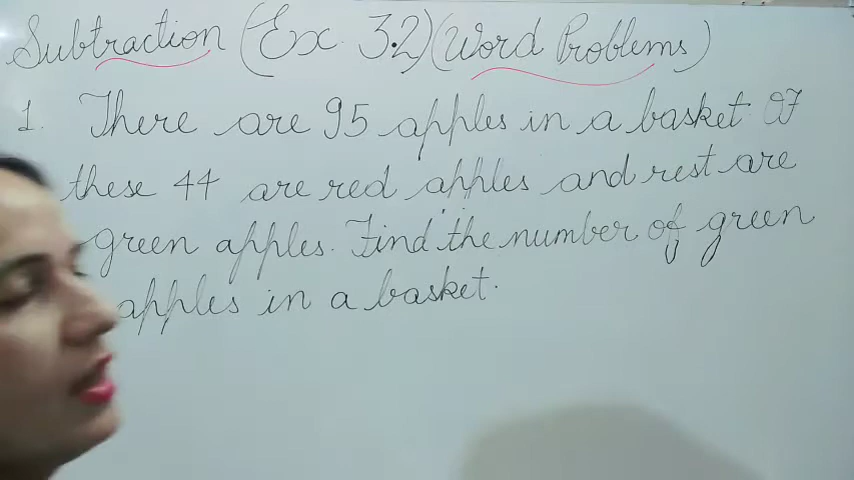 Subtraction (Ex. 3.2) (Word Problems)
1. There are 95 apples in a basket. Of
these 44 are red apples and rest are
green apples. Find the number of green
apples in a basket.